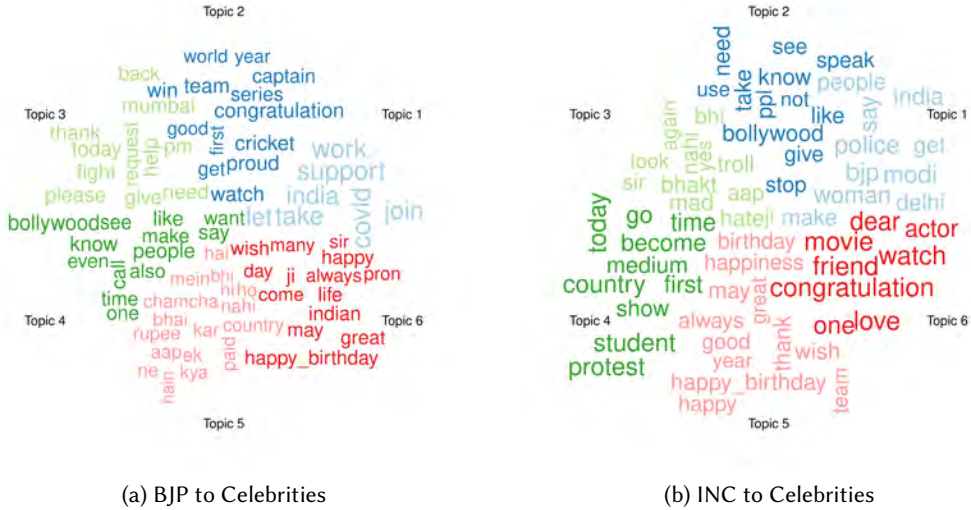 Topic 2
world year
back
captain
win team
series
mumbai
congratulation
Topic 3
Topic 1
thank
good
first
cricket
work
today
request
help
pm
get proud
support
fighi
please
give need
watch
india
covid
join
let take
bollywood see
like
want
know
make
say
sir
even
people
hai
wish many
happy
call
also
mein bhi
day
ji
always pron
hi ho
time
chamcha
nahi
come
life
one
bhai
indian
Topic 4
rupee
kar
country
may
Topic 6
paid
great
aap ek
happy_birthday
ne
hain
kya
Topic 5
(a) BJP to Celebrities
Topic 2
need
see
speak
use
take
know
people
ppl
not
say
india
Topic 3
again
bhi
like
Topic 1
bollywood
police
get
look
nahi
yes
troll
give
bjp modi
sir
bhakt
aap
stop
woman
delhi
mad
today
go
time
hateji
make
dear
actor
become
birthday
movie
medium
happiness
friend
watch
country
first
may
great
congratulation
show
Topic 4
always
one
love
Topic 6
student
good
thank
protest
year
wish
happy_birthday
team
happy
Topic 5
(b) INC to Celebrities